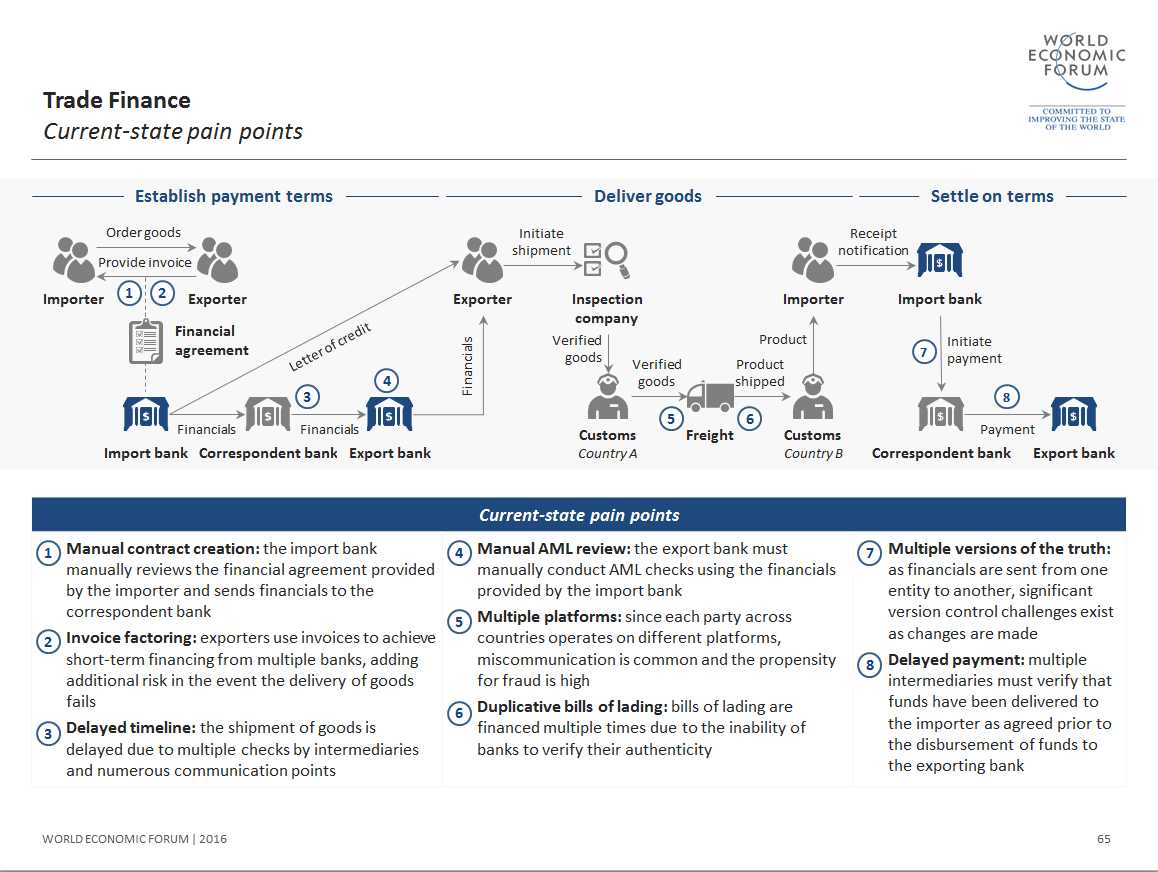 WORLD
ECONOMIC
FORUM
COMMITTED TO
IMPROVING THE STATE
OF THE WORLD
Trade Finance
Current-state pain points
Establish payment terms
Deliver goods
Settle on terms
Order goods
Provide invoice
Importer
1
2
Exporter
Financial
agreement
Letter of credit
3
4
Financials
Financials
Import bank
Correspondent bank
Export bank
Financials
Exporter
Initiate
shipment
Inspection
company
Verified
goods
Verified
goods
Product
shipped
Product
5
6
Customs
Country A
Freight
Customs
Country B
Importer
Receipt
notification
Import bank
7
Initiate
payment
8
Payment
Correspondent bank
Export bank
Current-state pain points
1 Manual contract creation: the import bank
manually reviews the financial agreement provided
by the importer and sends financials to the
correspondent bank
2 Invoice factoring: exporters use invoices to achieve
short-term financing from multiple banks, adding
additional risk in the event the delivery of goods
fails
3 Delayed timeline: the shipment of goods is
delayed due to multiple checks by intermediaries
and numerous communication points
4 Manual AML review: the export bank must
manually conduct AML checks using the financials
provided by the import bank
5 Multiple platforms: since each party across
countries operates on different platforms,
miscommunication is common and the propensity
for fraud is high
6 Duplicative bills of lading: bills of lading are
financed multiple times due to the inability of
banks to verify their authenticity
7 Multiple versions of the truth:
as financials are sent from one
entity to another, significant
version control challenges exist
as changes are made
8 Delayed payment: multiple
intermediaries must verify that
funds have been delivered to
the importer as agreed prior to
the disbursement of funds to
the exporting bank
WORLD ECONOMIC FORUM | 2016
65